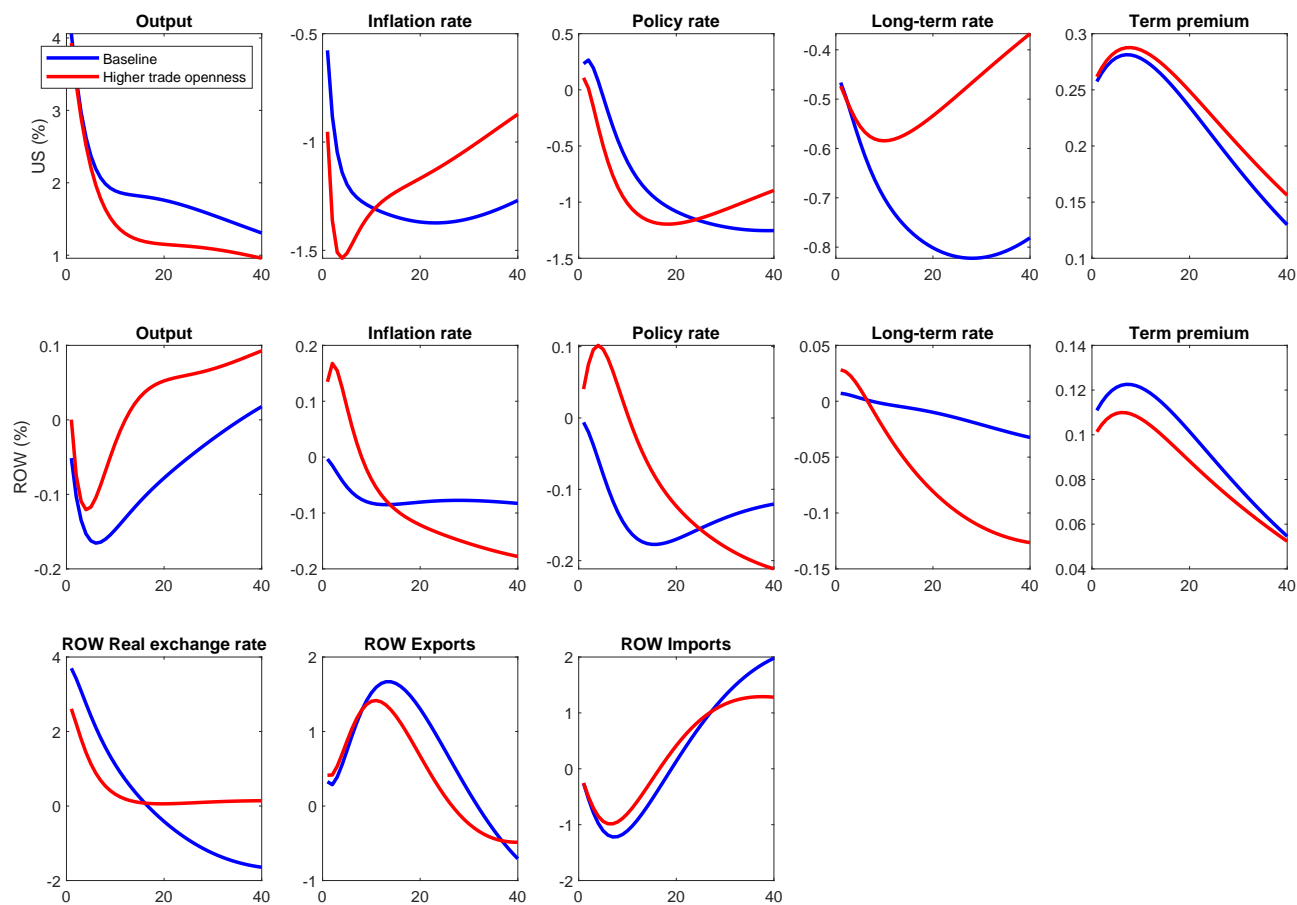 Output Inflation rate Policy rate Long-term rate Term premium
Baseline
Higher trade openness
US (%)
4
3
2
1
0 20 40
-0.5
-1
-1.5
0 20 40
0.5
0
-0.5
-1
-1.5
0 20 40
-0.4
-0.5
-0.6
-0.7
-0.8
0 20 40
0.3
0.25
0.2
0.15
0.1
0 20 40
Output Inflation rate Policy rate Long-term rate Term premium
ROW (%)
0.1
0
-0.1
-0.2
0 20 40
0.2
0.1
0
-0.1
-0.2
0 20 40
0.1
0
-0.1
-0.2
0 20 40
0.05
0
-0.05
-0.1
-0.15
0 20 40
0.14
0.12
0.1
0.08
0.06
0.04
0 20 40
ROW Real exchange rate ROW Exports ROW Imports
4
2
0
-2
0 20 40
2
1
0
-1
0 20 40
2
1
0
-1
-2
0 20 40